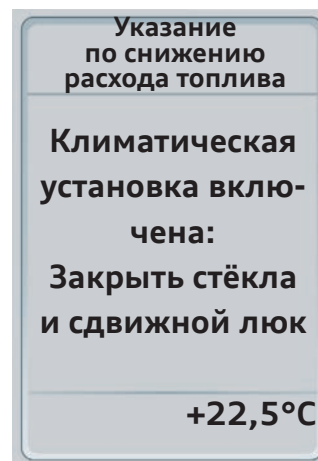 Указание
по снижению
расхода топлива
Климатическая
установка вклю-
чена:
Закрыть стёкла
и сдвижной люк
+22,5°C